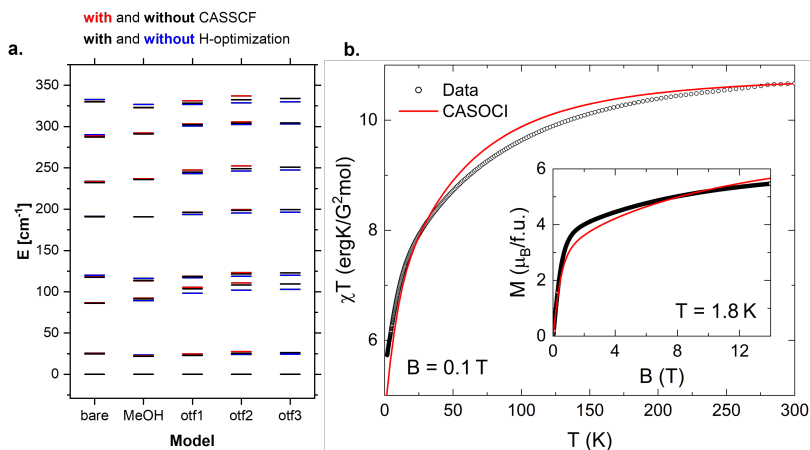 with and without CASSCF
with and without H-optimization
a.
b.
350
300
250
200
150
100
50
0
E [cm⁻¹]
bare MeOH otf1 otf2 otf3
Model
10
8
6
χT (ergK/G²mol)
Data
CASOCI
B = 0.1 T
0 50 100 150 200 250 300
T (K)
6
4
2
0
M (μB/f.u.)
T = 1.8 K
0 4 8 12
B (T)